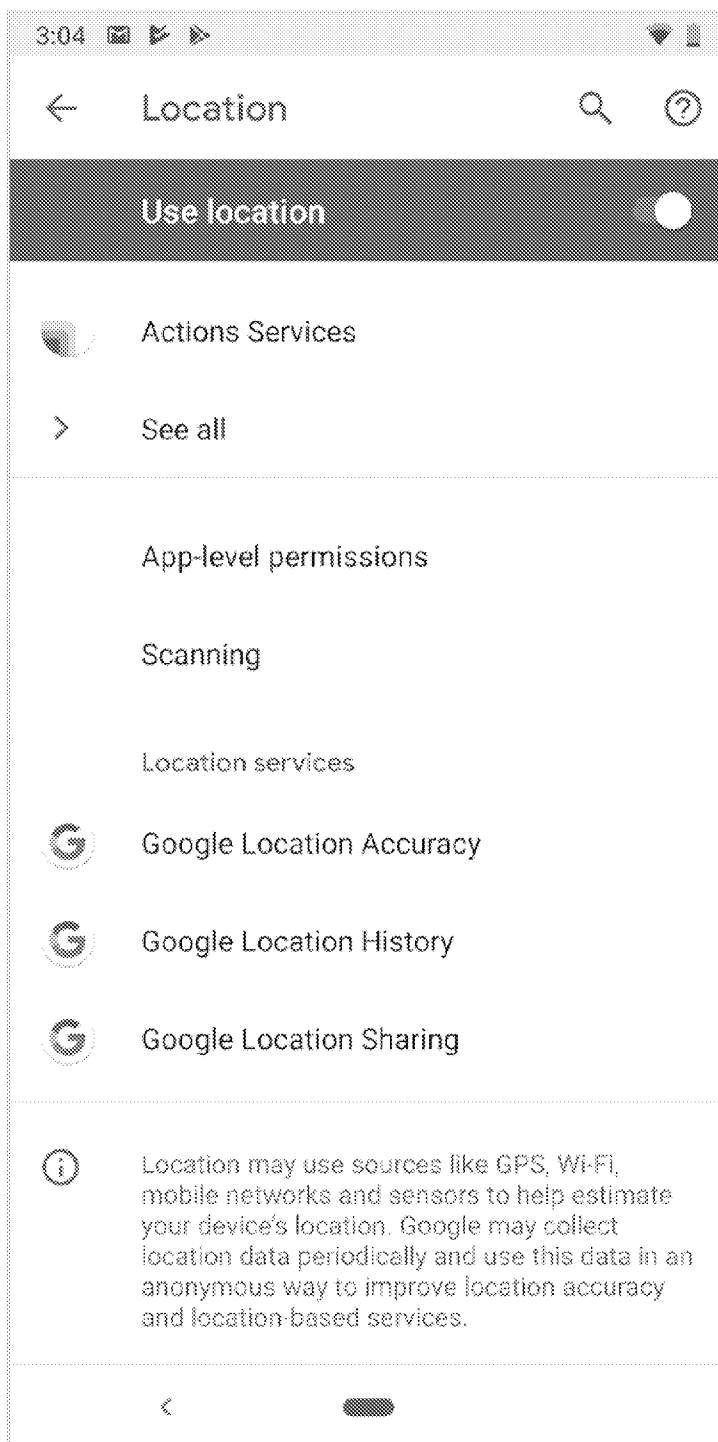 3:04
Location
Use location
Actions Services
See all
App-level permissions
Scanning
Location services
Google Location Accuracy
Google Location History
Google Location Sharing
Location may use sources like GPS, Wi-Fi,
mobile networks and sensors to help estimate
your device's location. Google may collect
location data periodically and use this data in an
anonymous way to improve location accuracy
and location-based services.